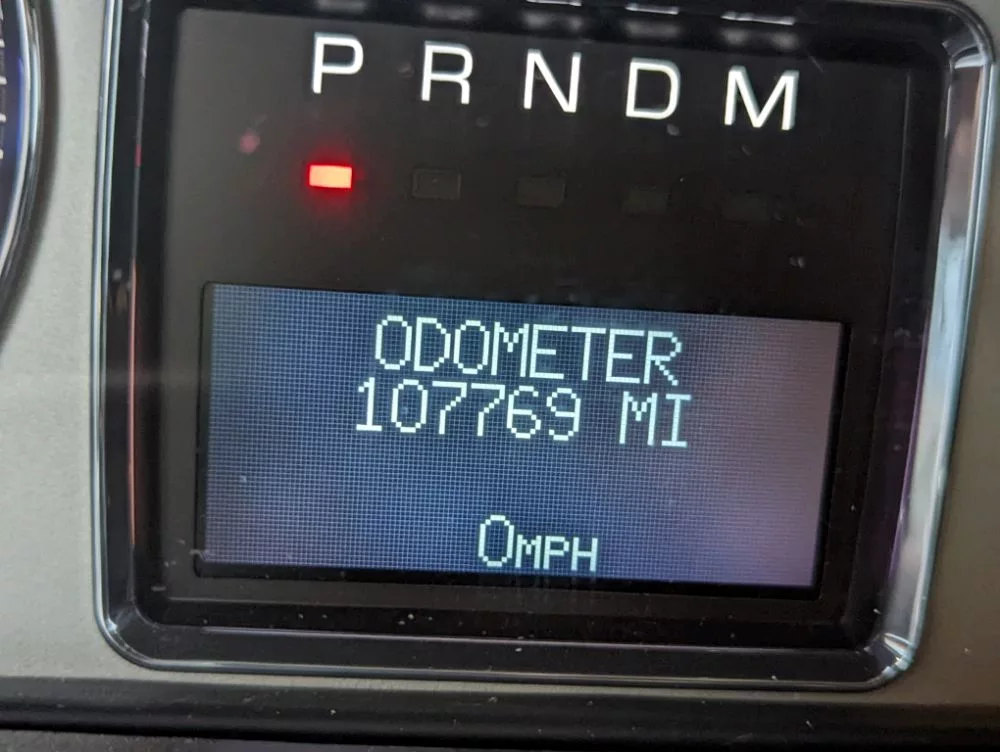 P R N D M
ODOMETER
107769 MI
0MPH